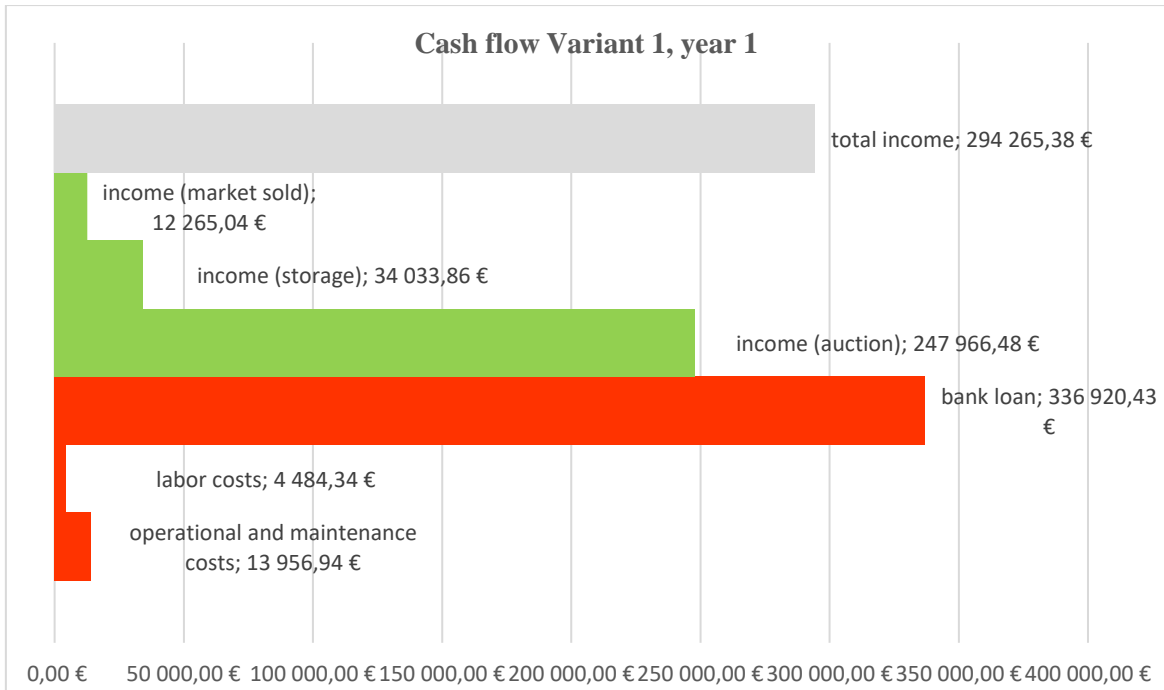 Cash flow Variant 1, year 1
total income; 294 265,38 €
income (market sold);
12 265,04 €
income (storage); 34 033,86 €
income (auction); 247 966,48 €
bank loan; 336 920,43
€
labor costs; 4 484,34 €
operational and maintenance
costs; 13 956,94 €
0,00 € 50 000,00 € 100 000,00 € 150 000,00 € 200 000,00 € 250 000,00 € 300 000,00 € 350 000,00 € 400 000,00 €